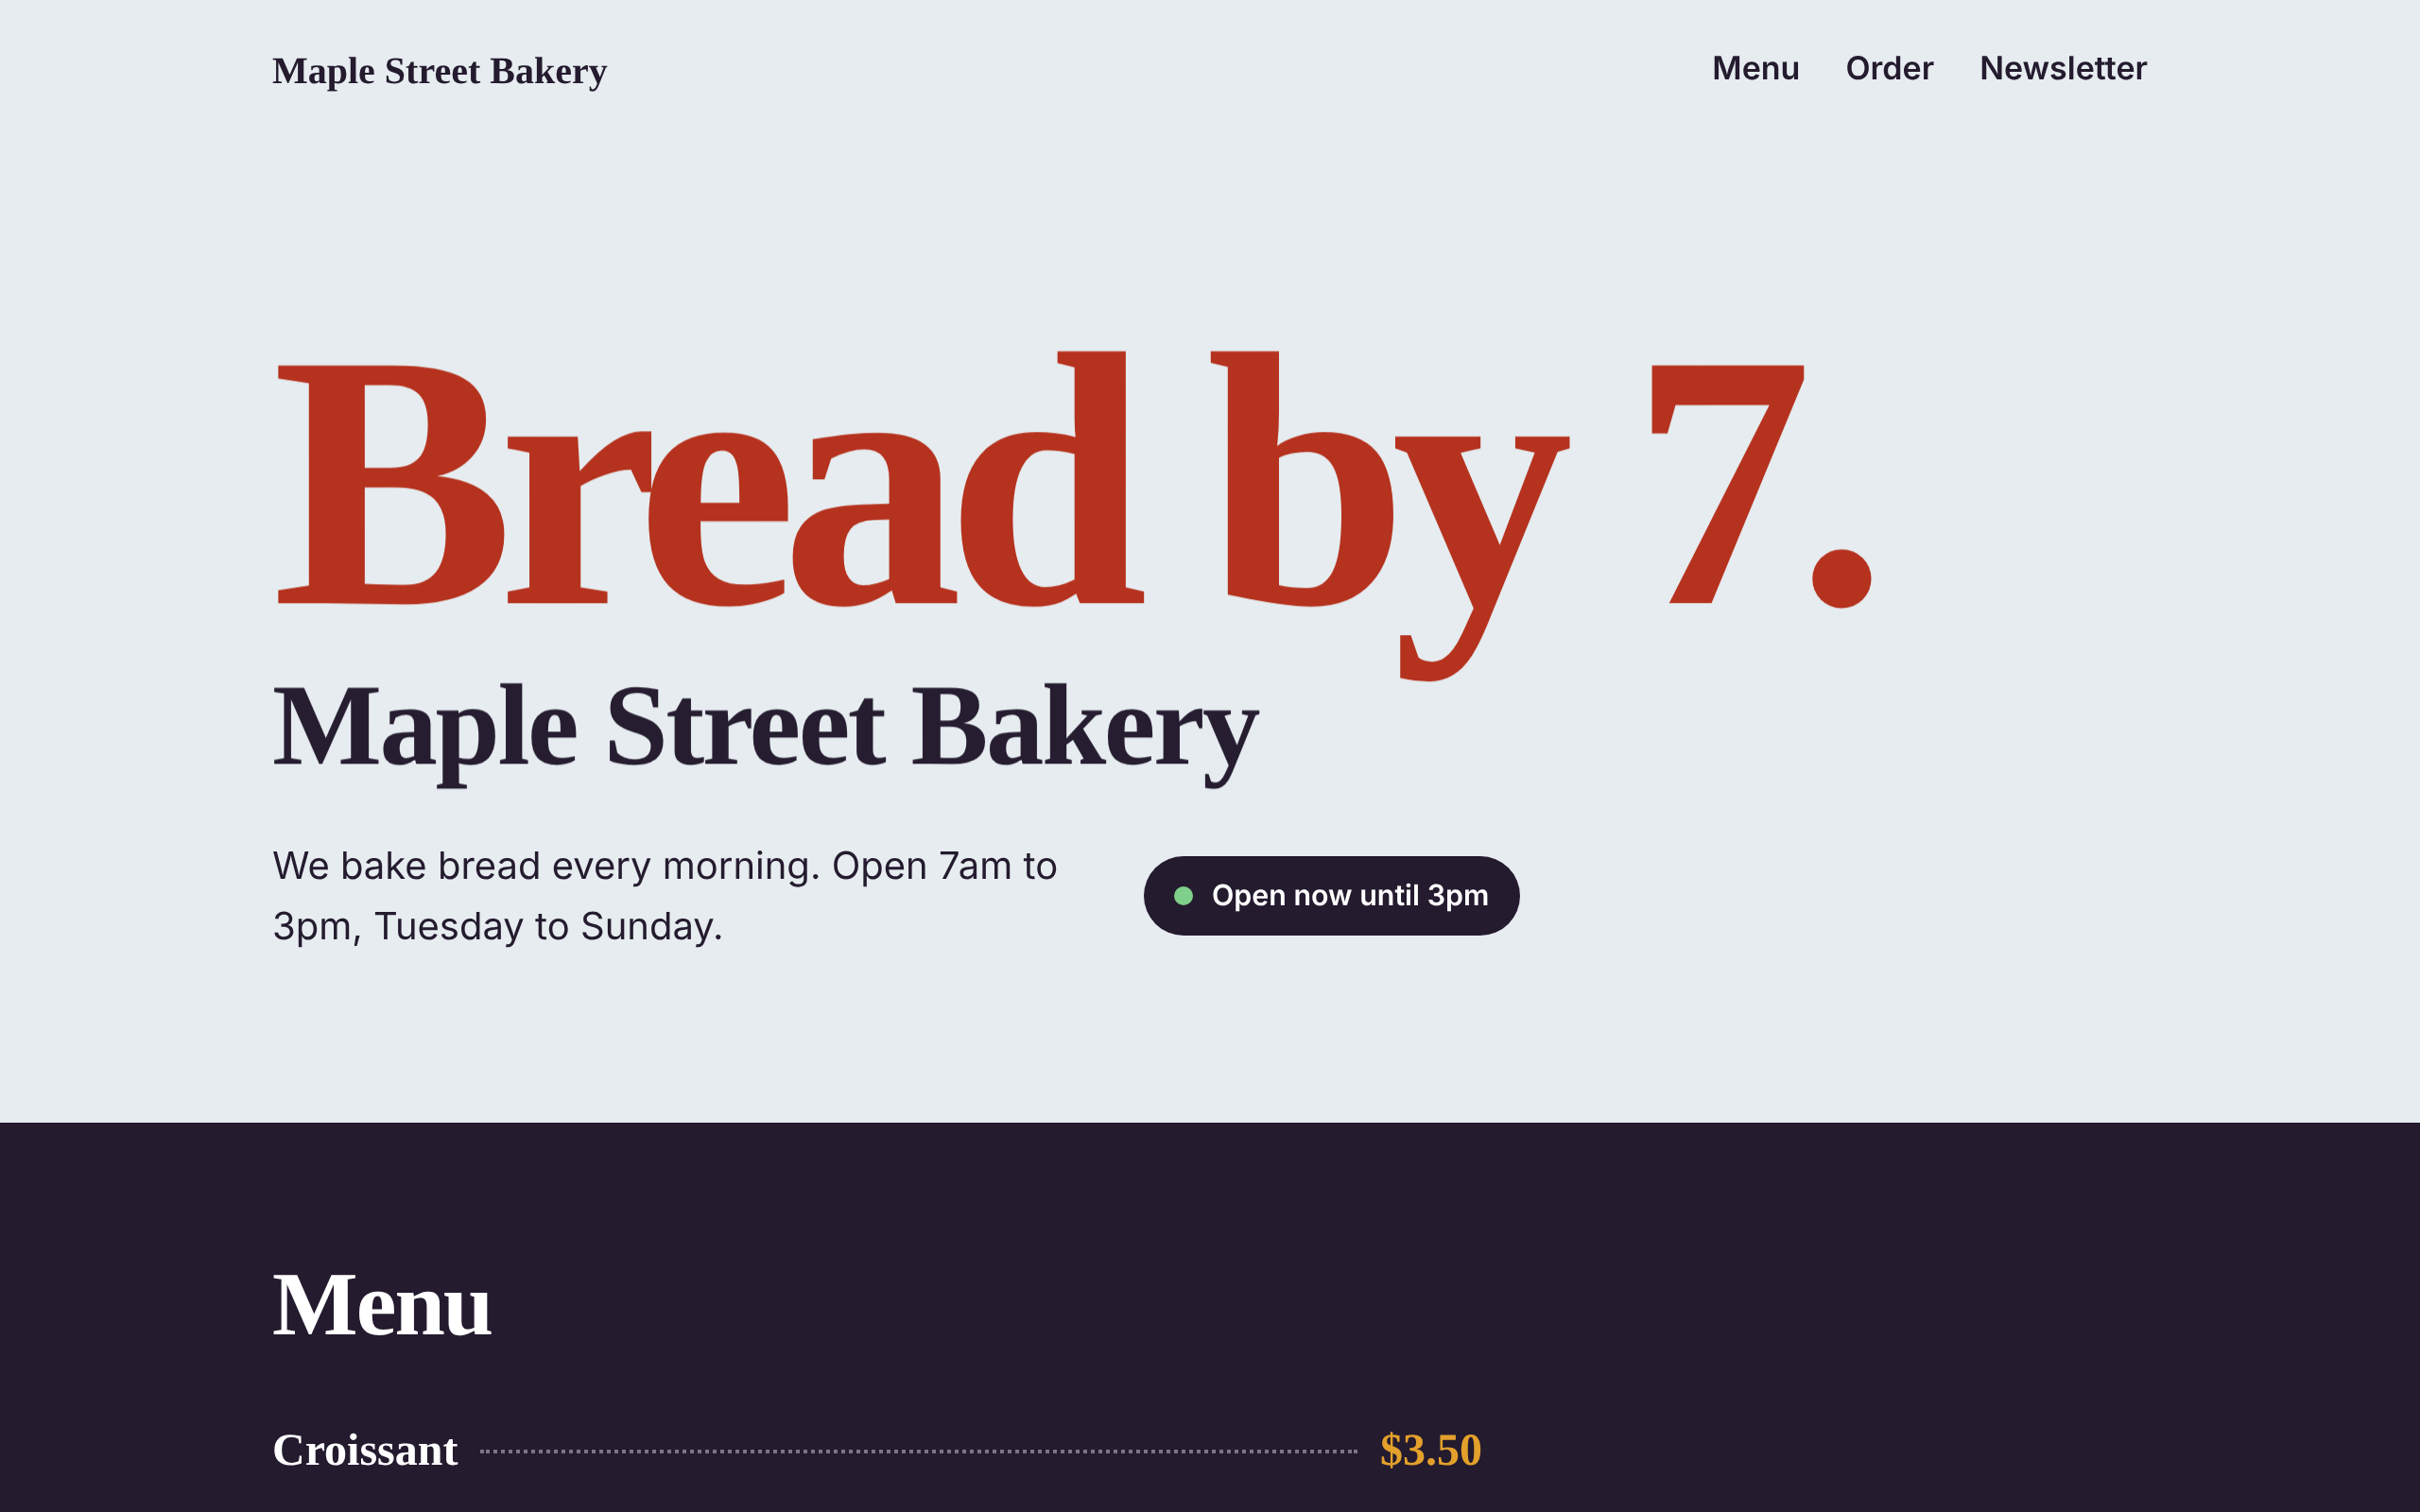 Maple Street Bakery
Menu Order Newsletter
Bread by 7.
Maple Street Bakery
We bake bread every morning. Open 7am to
3pm, Tuesday to Sunday.
Open now until 3pm
Menu
Croissant $3.50